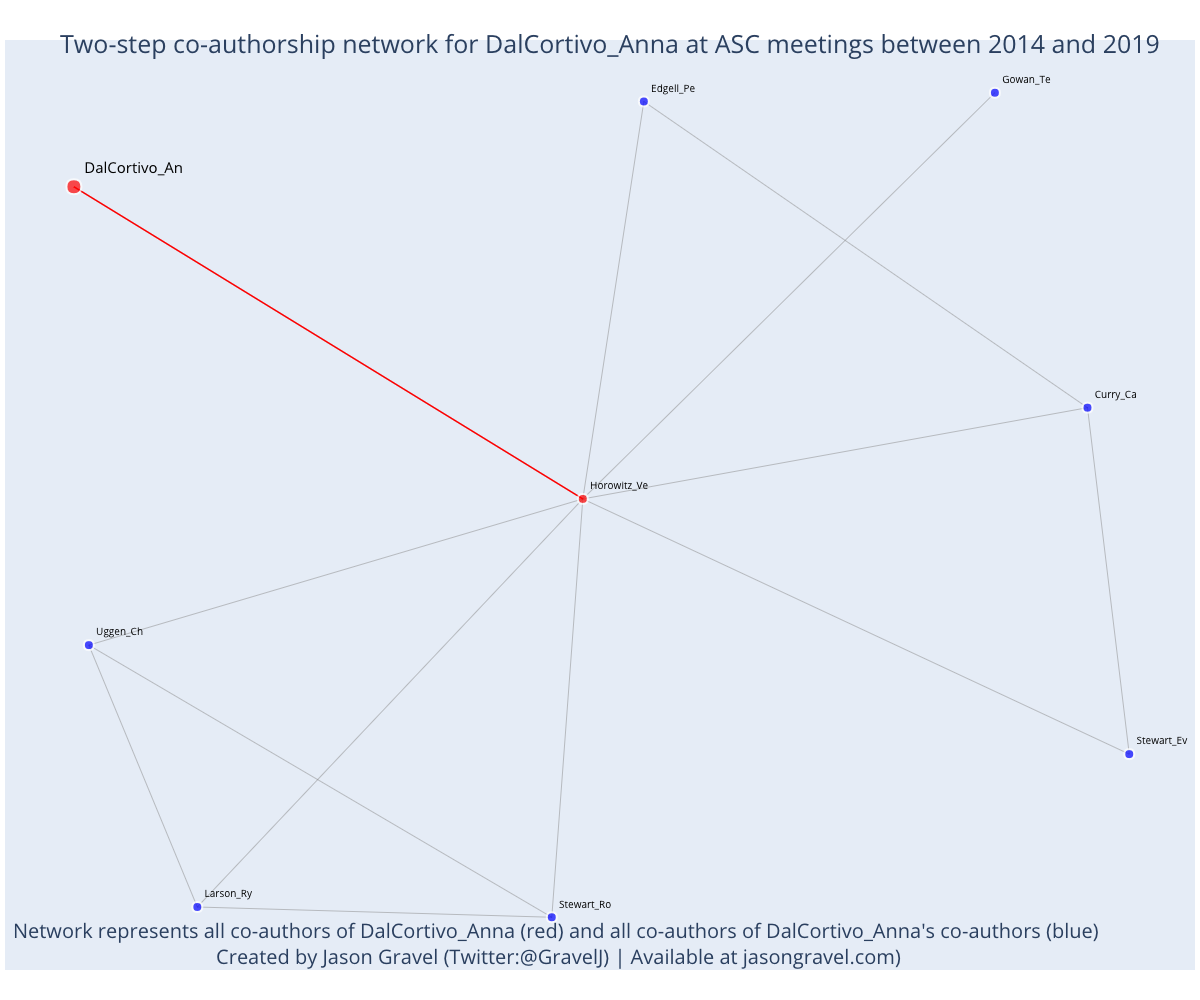 Two-step co-authorship network for DalCortivo_Anna at ASC meetings between 2014 and 2019
Gowan_Te
Edgell_Pe
DalCortivo_An
Curry_Ca
Horowitz_Ve
Uggen_Ch
Stewart_Ev
Larson_Ry
Stewart_Ro
Network represents all co-authors of DalCortivo_Anna (red) and all co-authors of DalCortivo_Anna's co-authors (blue)
Created by Jason Gravel (Twitter:@GravelJ) | Available at jasongravel.com)